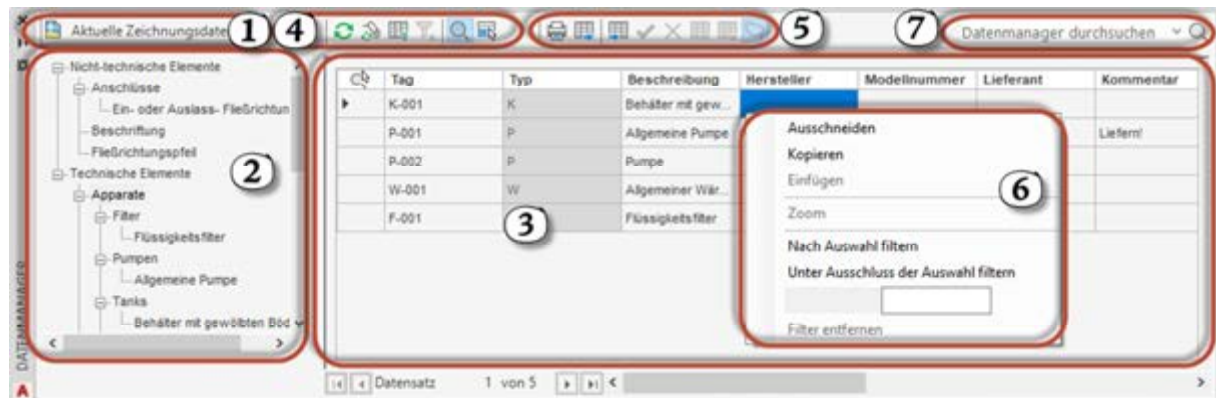 Aktuelle Zeichnungsdate 1 4 5 7 Datenmanager durchsuchen
Nicht-technische Elemente
Anschlüsse
Ein- oder Auslass- Fließrichtun
Beschriftung
Fließrichtungspfeil
2
Technische Elemente
Apparate
Filter
Flüssigkeitsfilter
Pumpen
Allgemeine Pumpe
Tanks
Behälter mit gewölbten Böd
DATENMANAGER
Tag Typ Beschreibung Hersteller Modellnummer Lieferant Kommentar
K-001 K Behälter mit gew...
P-001 P Allgemeine Pumpe Liefern!
P-002 P Pumpe
W-001 W Allgemeiner Wär...
F-001 Flüssigkeitsfilter
3
Ausschneiden
Kopieren
Einfügen
6
Zoom
Nach Auswahl filtern
Unter Ausschluss der Auswahl filtern
Filter entfernen
Datensatz 1 von 5